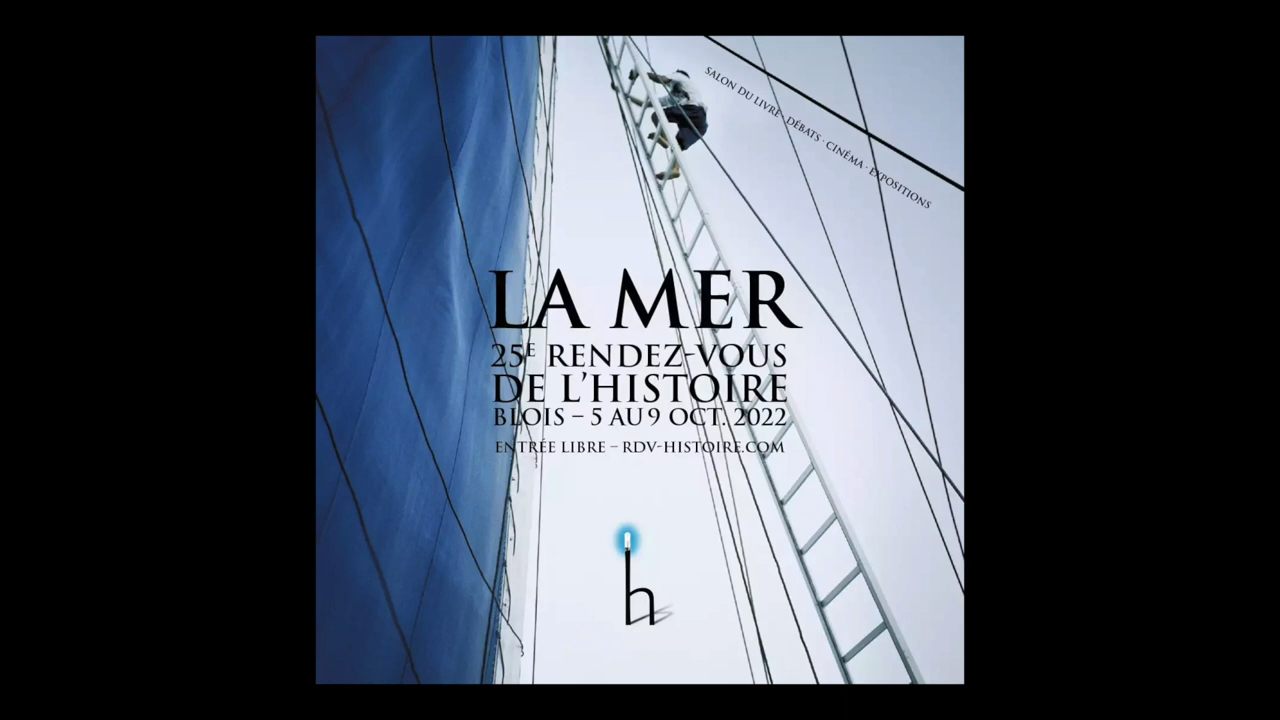 SALON DU LIVRE · DÉBATS · CINÉMA · EXPOSITIONS
LA MER
25E RENDEZ-VOUS
DE L'HISTOIRE
BLOIS – 5 AU 9 OCT. 2022
ENTRÉE LIBRE – RDV-HISTOIRE.COM
h